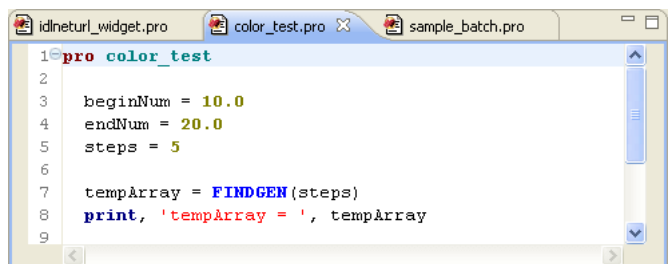 idlneturl_widget.pro color_test.pro sample_batch.pro
1 pro color_test
2
3 beginNum = 10.0
4 endNum = 20.0
5 steps = 5
6
7 tempArray = FINDGEN(steps)
8 print, 'tempArray = ', tempArray
9